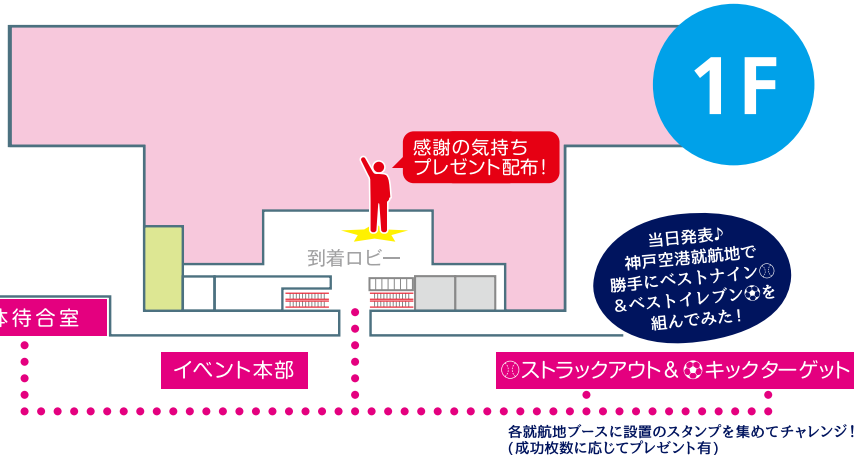 1F
感謝の気持ち
プレゼント配布！
到着ロビー
当日発表♪
神戸空港就航地で
勝手にベストナイン⚾
＆ベストイレブン⚽を
組んでみた！
体待合室
イベント本部
⚾ストラックアウト＆⚽キックターゲット
各就航地ブースに設置のスタンプを集めてチャレンジ！
(成功枚数に応じてプレゼント有)